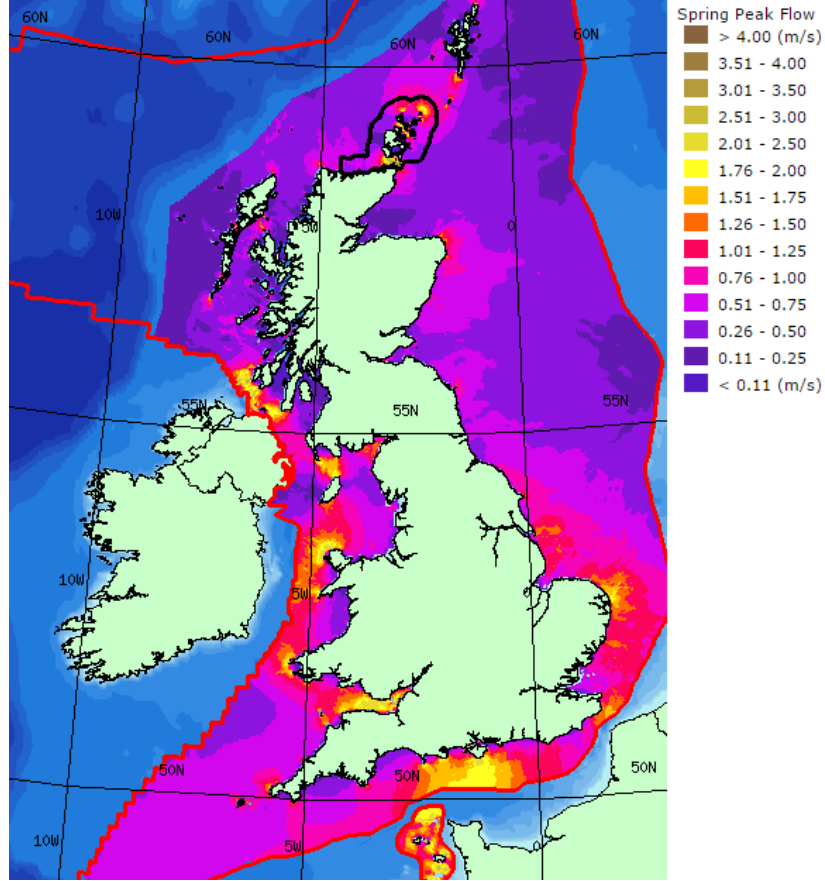 Spring Peak Flow
> 4.00 (m/s)
3.51 - 4.00
3.01 - 3.50
2.51 - 3.00
2.01 - 2.50
1.76 - 2.00
1.51 - 1.75
1.26 - 1.50
1.01 - 1.25
0.76 - 1.00
0.51 - 0.75
0.26 - 0.50
0.11 - 0.25
< 0.11 (m/s)
60N
60N
60N
60N
10W
5W
0
55N
55N
55N
10W
5W
0
50N
50N
50N
10W
5W
0